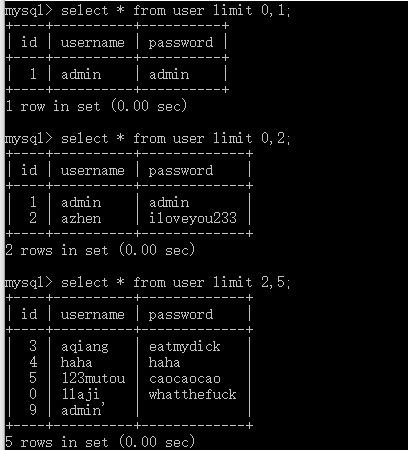 mysql> select * from user limit 0,1;
+----+----------+----------+
| id | username | password |
+----+----------+----------+
| 1 | admin | admin |
+----+----------+----------+
1 row in set (0.00 sec)
mysql> select * from user limit 0,2;
+----+----------+-------------+
| id | username | password |
+----+----------+-------------+
| 1 | admin | admin |
| 2 | azhen | iloveyou233 |
+----+----------+-------------+
2 rows in set (0.00 sec)
mysql> select * from user limit 2,5;
+----+----------+-------------+
| id | username | password |
+----+----------+-------------+
| 3 | aqiang | eatmydick |
| 4 | haha | haha |
| 5 | 123mutou | caocaocao |
| 0 | 11aji | whatthefuck |
| 9 | admin' | |
+----+----------+-------------+
5 rows in set (0.00 sec)